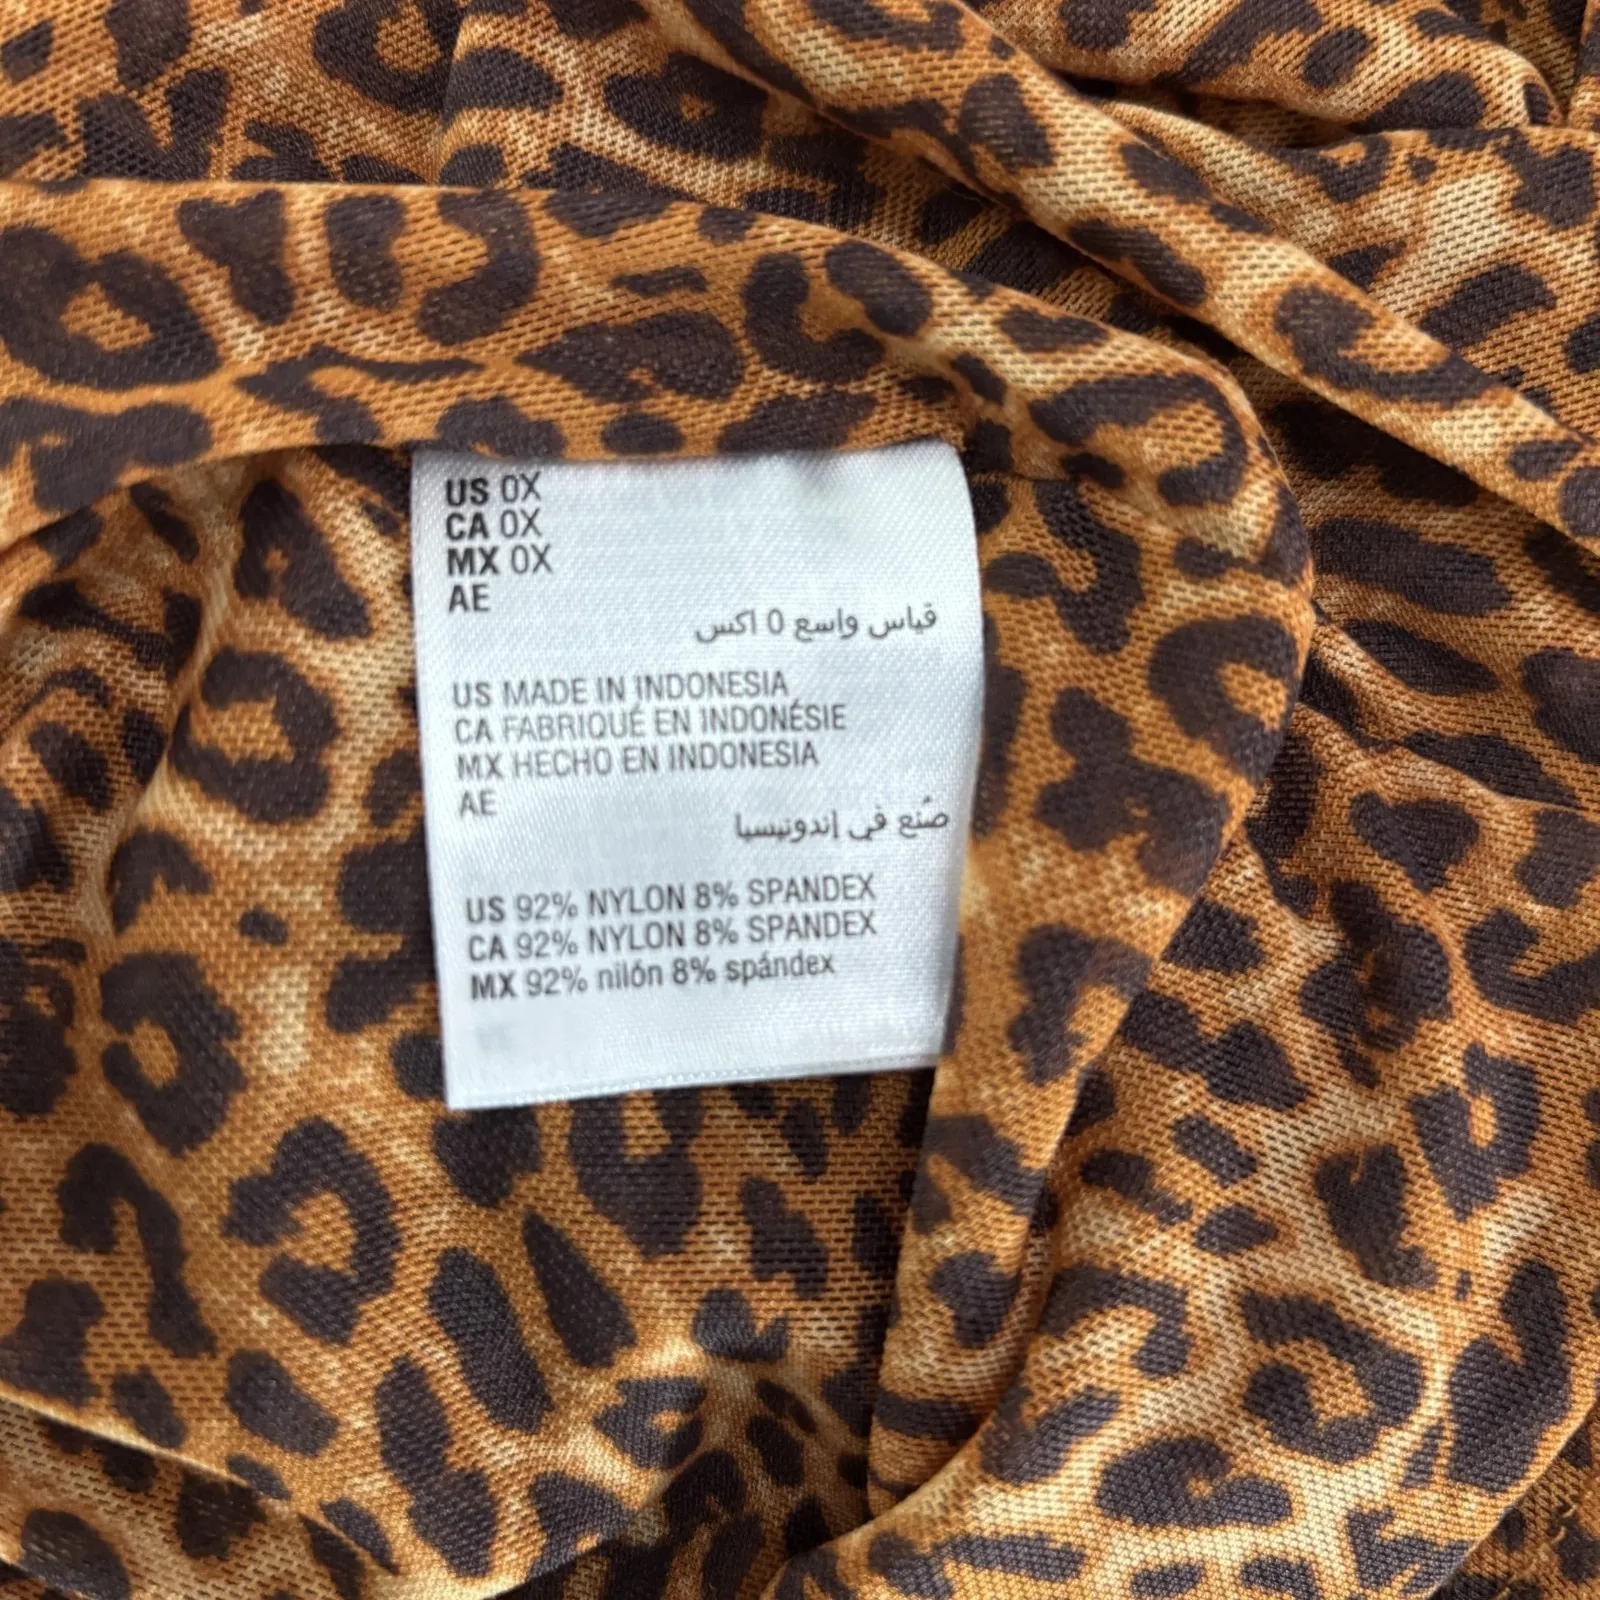 US 0X
CA 0X
MX 0X
AE
قياس واسع 0 اكس
US MADE IN INDONESIA
CA FABRIQUÉ EN INDONÉSIE
MX HECHO EN INDONESIA
AE
صُنع في إندونيسيا
US 92% NYLON 8% SPANDEX
CA 92% NYLON 8% SPANDEX
MX 92% nilón 8% spándex